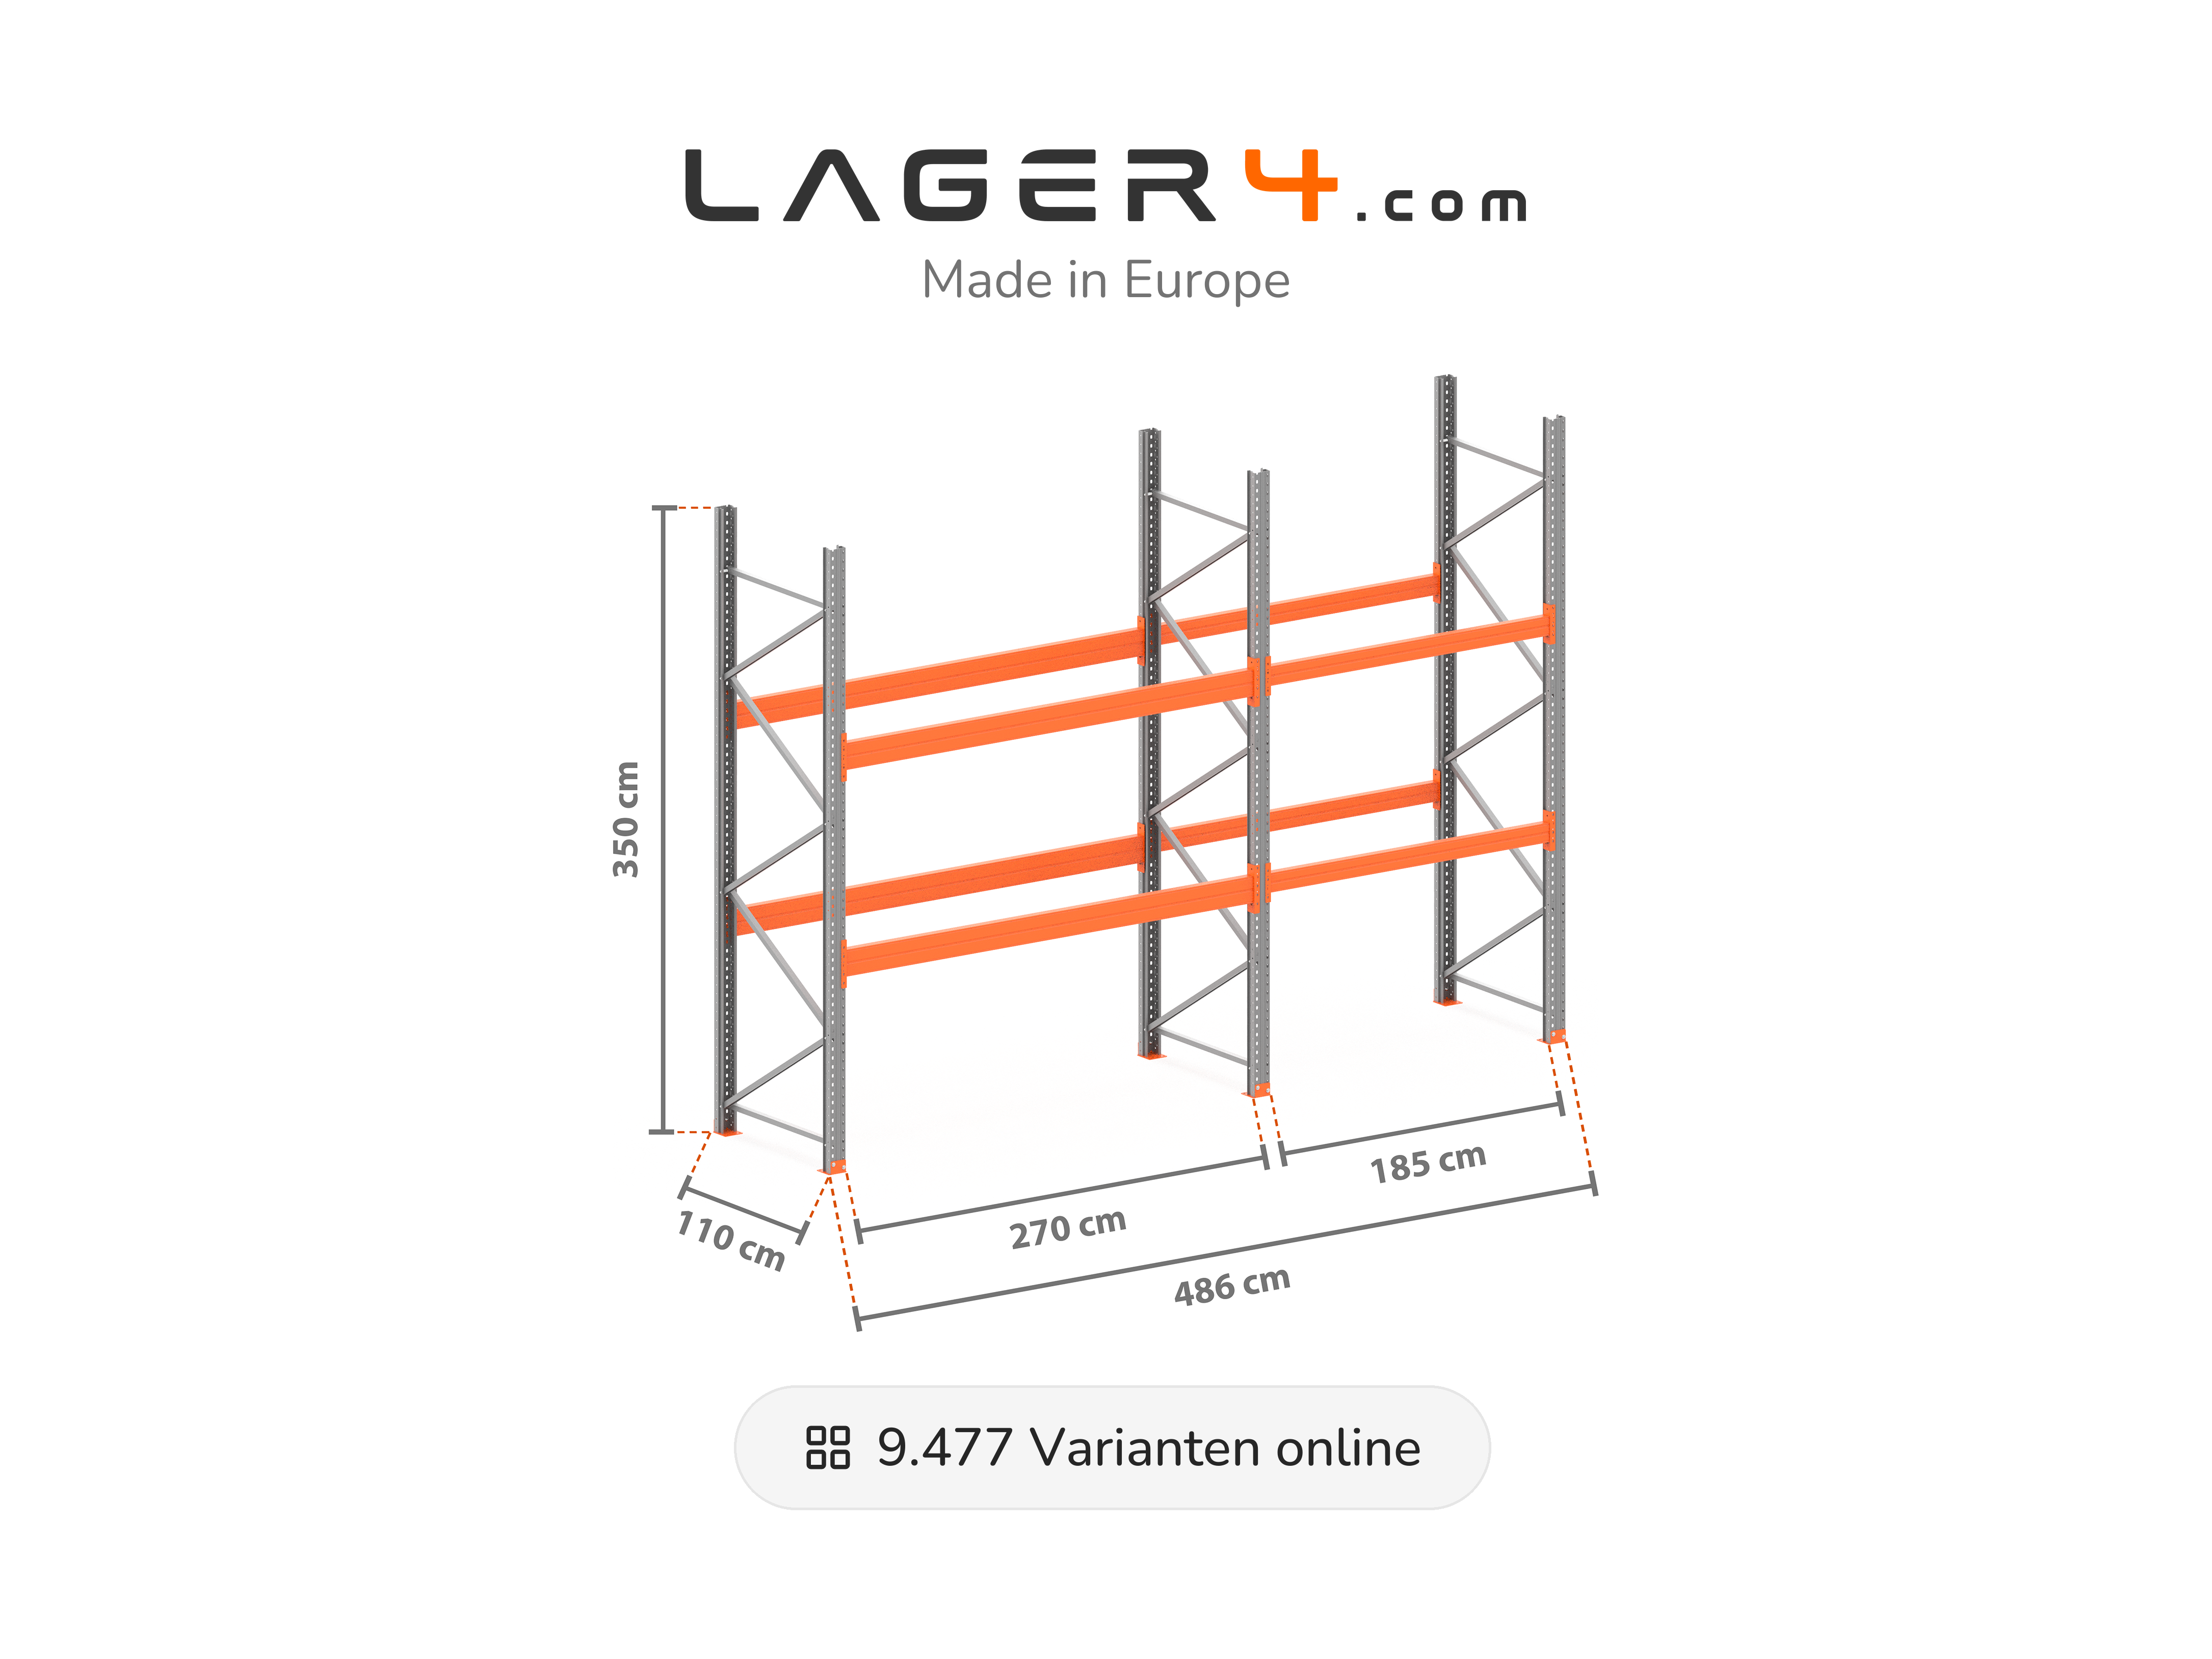 LAGER4.com
Made in Europe
350 cm
110 cm
270 cm
185 cm
486 cm
9.477 Varianten online